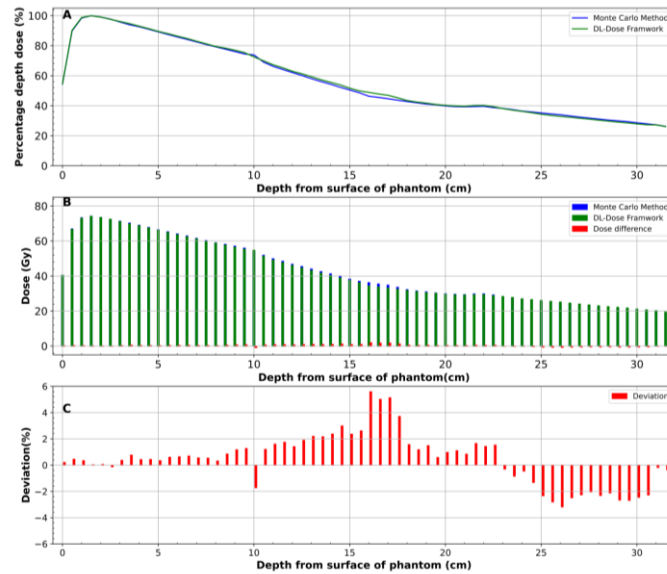 A
Percentage depth dose (%)
100
80
60
40
20
0
Monte Carlo Method
DL-Dose Framwork
0 5 10 15 20 25 30
Depth from surface of phantom (cm)
B
Dose (Gy)
80
60
40
20
0
Monte Carlo Method
DL-Dose Framwork
Dose difference
0 5 10 15 20 25 30
Depth from surface of phantom(cm)
C
Deviation(%)
6
4
2
0
−2
−4
−6
Deviation
0 5 10 15 20 25 30
Depth from surface of phantom (cm)